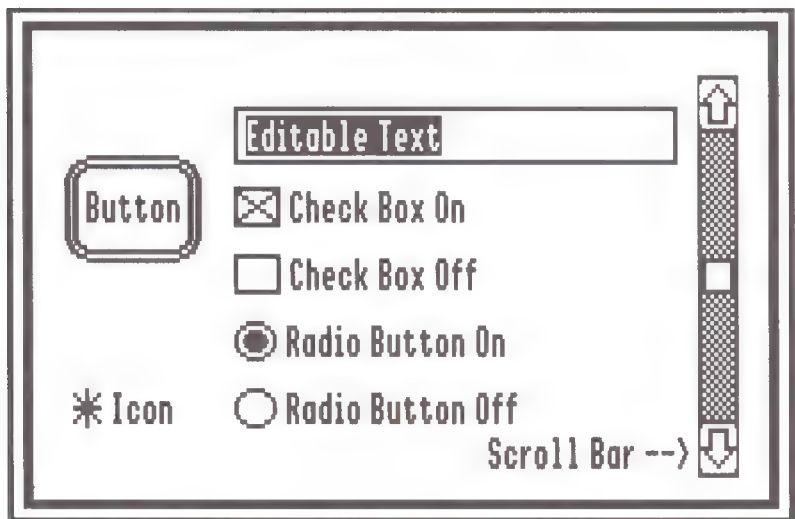 Editable Text
Button
Check Box On
Check Box Off
Radio Button On
Icon
Radio Button Off
Scroll Bar -->